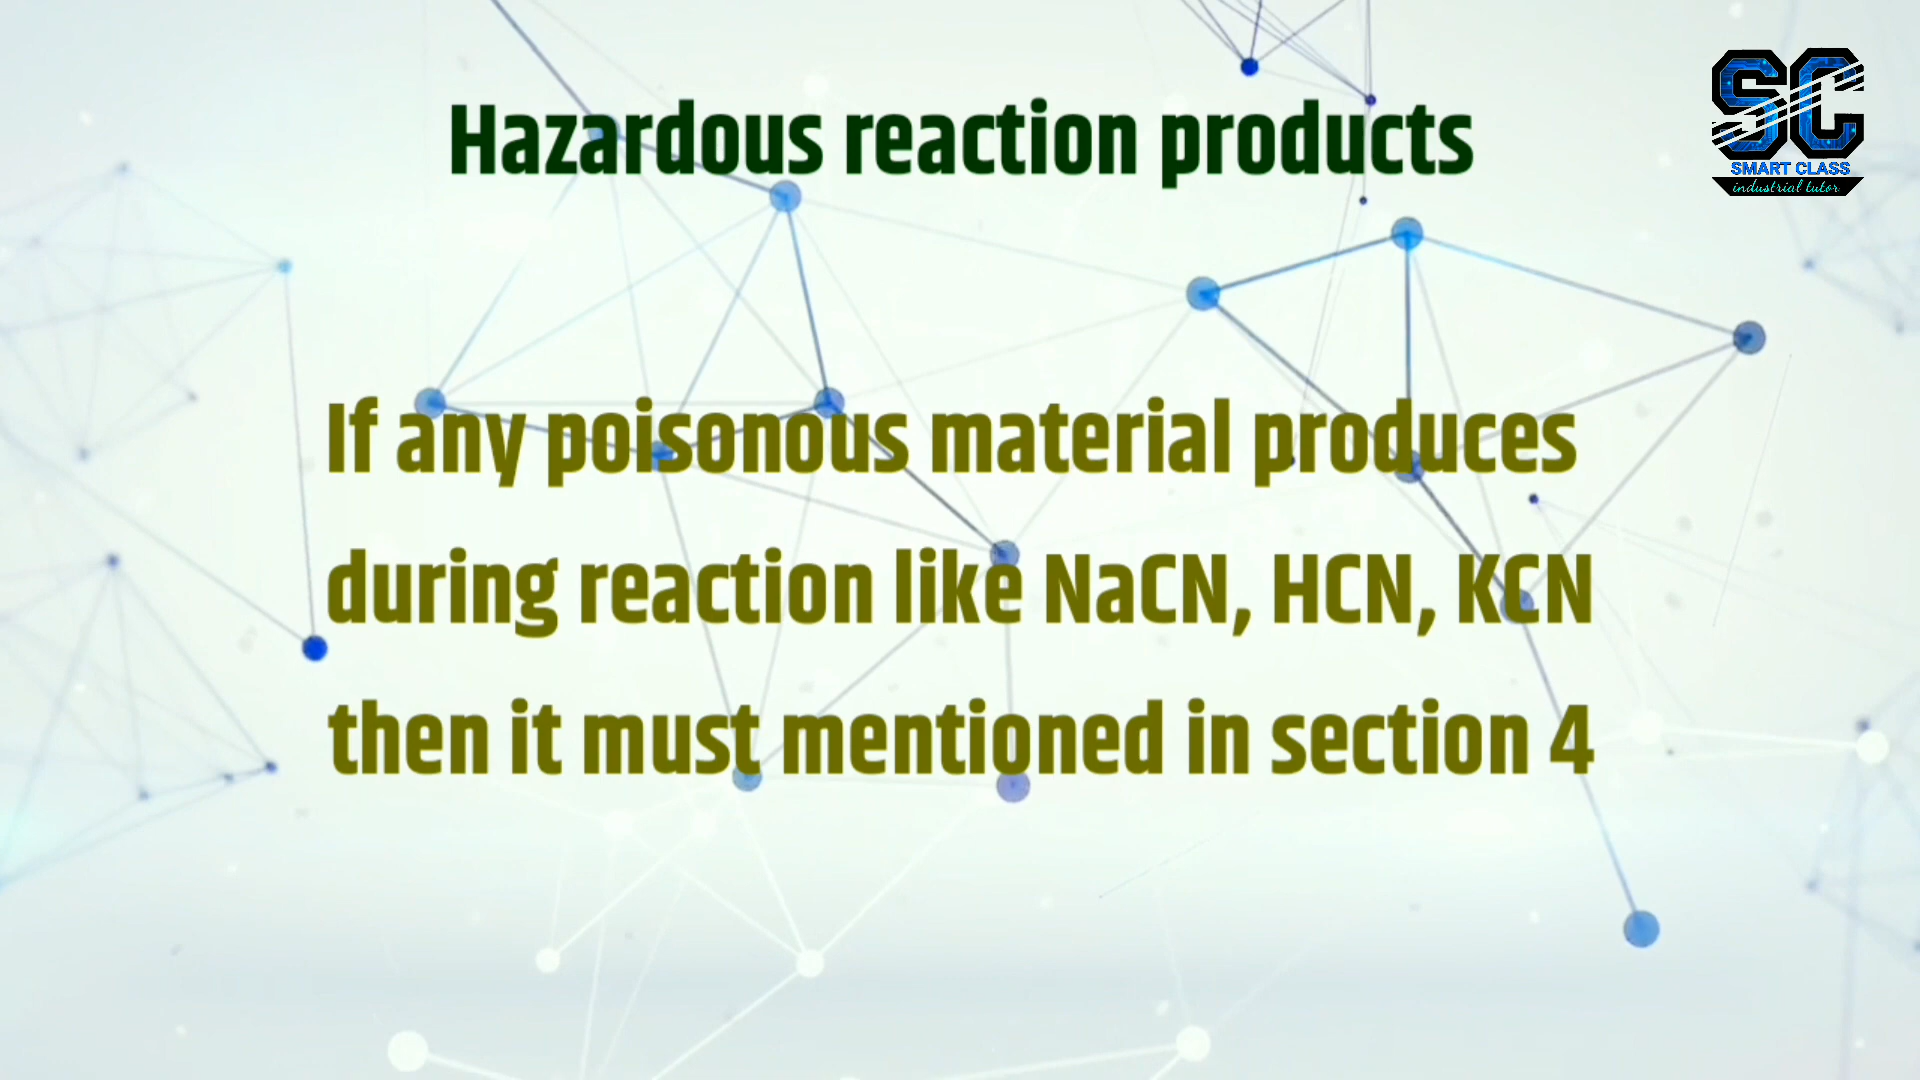 Hazardous reaction products
SC
SMART CLASS
industrial tutor
If any poisonous material produces
during reaction like NaCN, HCN, KCN
then it must mentioned in section 4